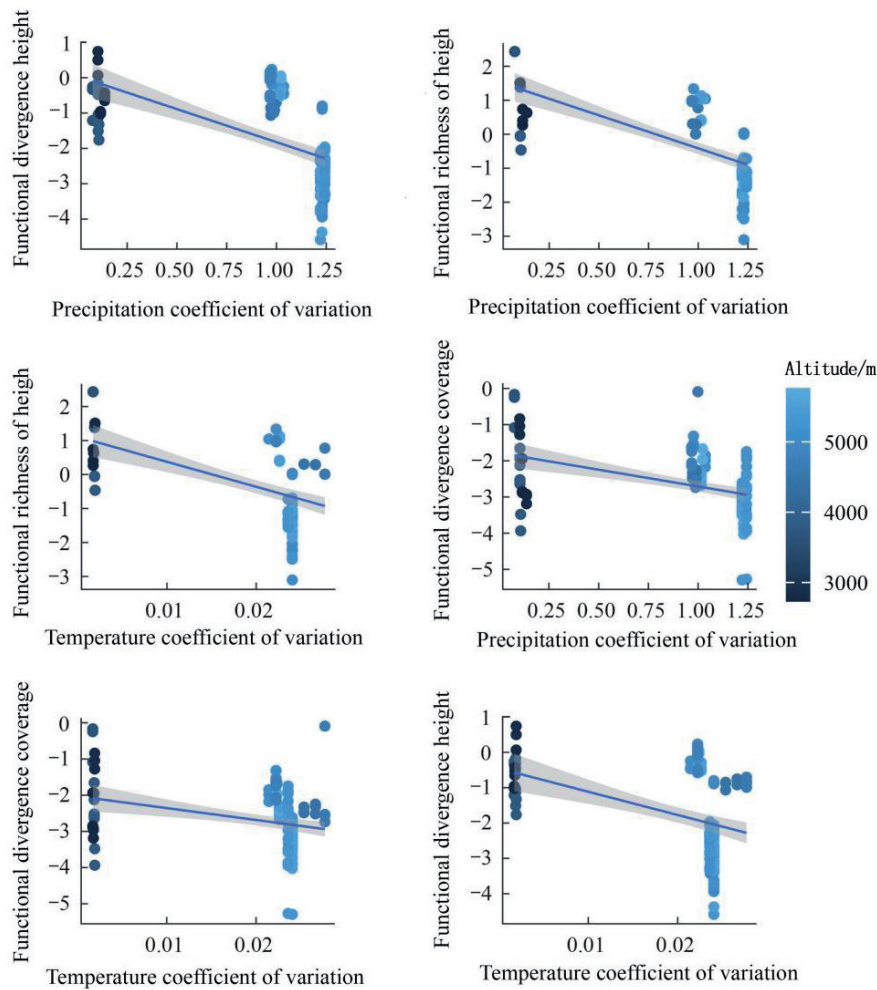 Functional divergence height
1
0
−1
−2
−3
−4
0.25 0.50 0.75 1.00 1.25
Precipitation coefficient of variation
Functional richness of heigh
2
1
0
−1
−2
−3
0.25 0.50 0.75 1.00 1.25
Precipitation coefficient of variation
Functional richness of heigh
2
1
0
−1
−2
−3
0.01 0.02
Temperature coefficient of variation
Functional divergence coverage
0
−1
−2
−3
−4
−5
0.25 0.50 0.75 1.00 1.25
Precipitation coefficient of variation
Altitude/m
5000
4000
3000
Functional divergence coverage
0
−1
−2
−3
−4
−5
0.01 0.02
Temperature coefficient of variation
Functional divergence height
1
0
−1
−2
−3
−4
0.01 0.02
Temperature coefficient of variation